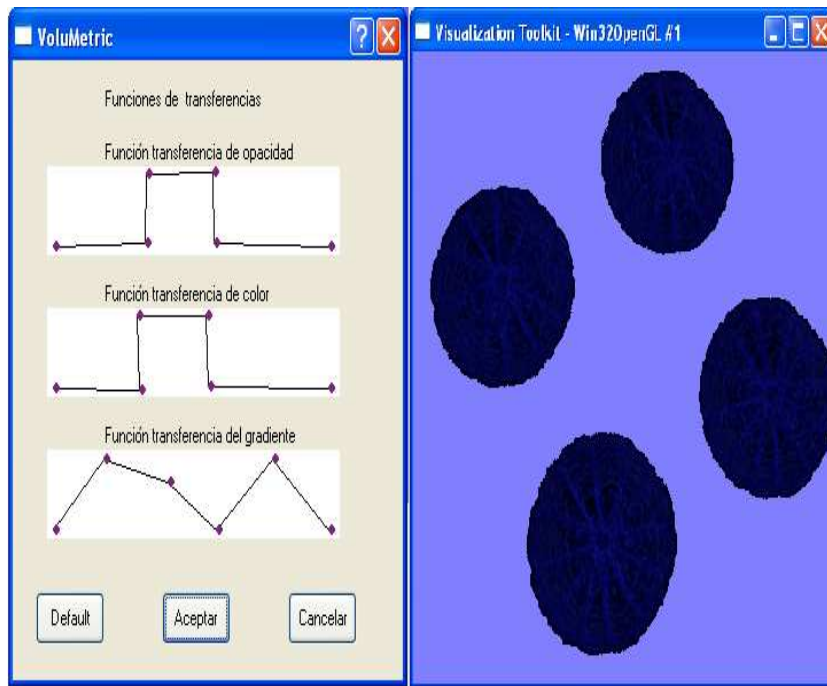 VoluMetric
Funciones de transferencias
Función transferencia de opacidad
Función transferencia de color
Función transferencia del gradiente
Default
Aceptar
Cancelar
Visualization Toolkit - Win32OpenGL #1